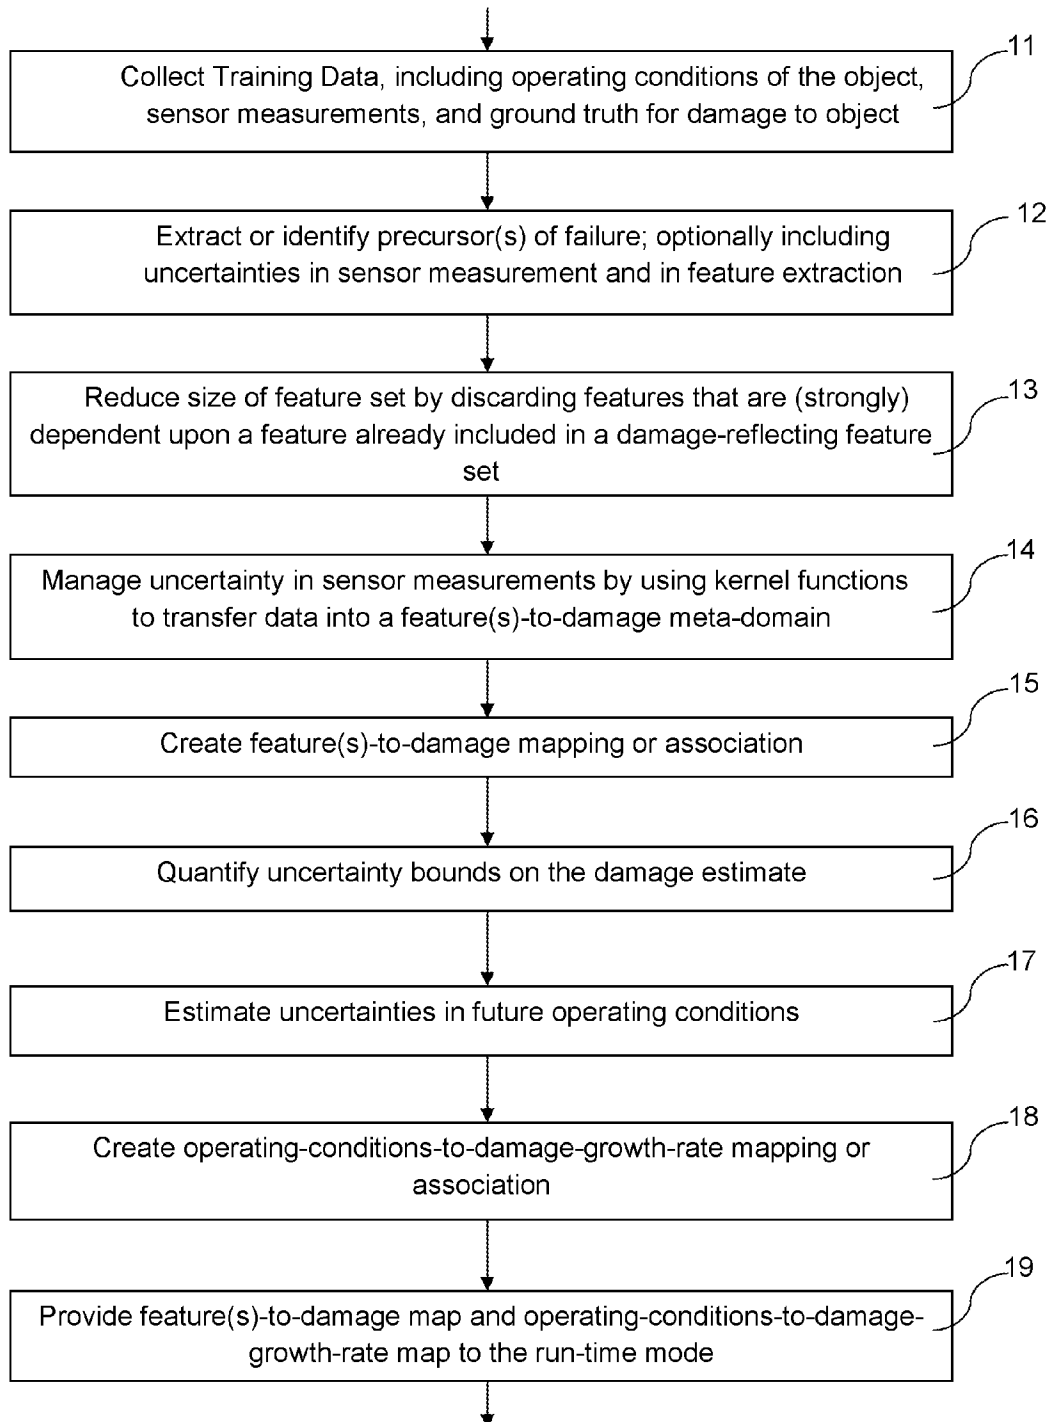 11
Collect Training Data, including operating conditions of the object,
sensor measurements, and ground truth for damage to object
12
Extract or identify precursor(s) of failure; optionally including
uncertainties in sensor measurement and in feature extraction
13
Reduce size of feature set by discarding features that are (strongly)
dependent upon a feature already included in a damage-reflecting feature
set
14
Manage uncertainty in sensor measurements by using kernel functions
to transfer data into a feature(s)-to-damage meta-domain
15
Create feature(s)-to-damage mapping or association
16
Quantify uncertainty bounds on the damage estimate
17
Estimate uncertainties in future operating conditions
18
Create operating-conditions-to-damage-growth-rate mapping or
association
19
Provide feature(s)-to-damage map and operating-conditions-to-damage-
growth-rate map to the run-time mode